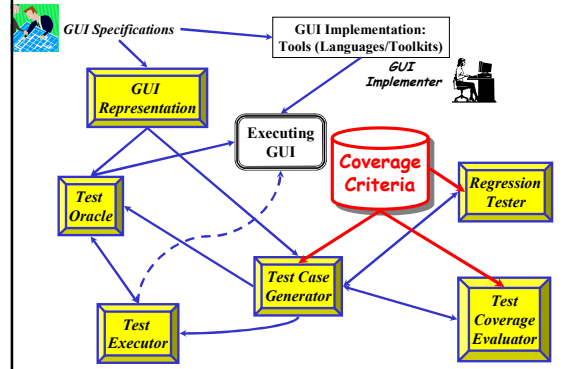 GUI Specifications
GUI Implementation:
Tools (Languages/Toolkits)
GUI
Implementer
GUI
Representation
Executing
GUI
Coverage
Criteria
Regression
Tester
Test
Oracle
Test Case
Generator
Test
Coverage
Evaluator
Test
Executor